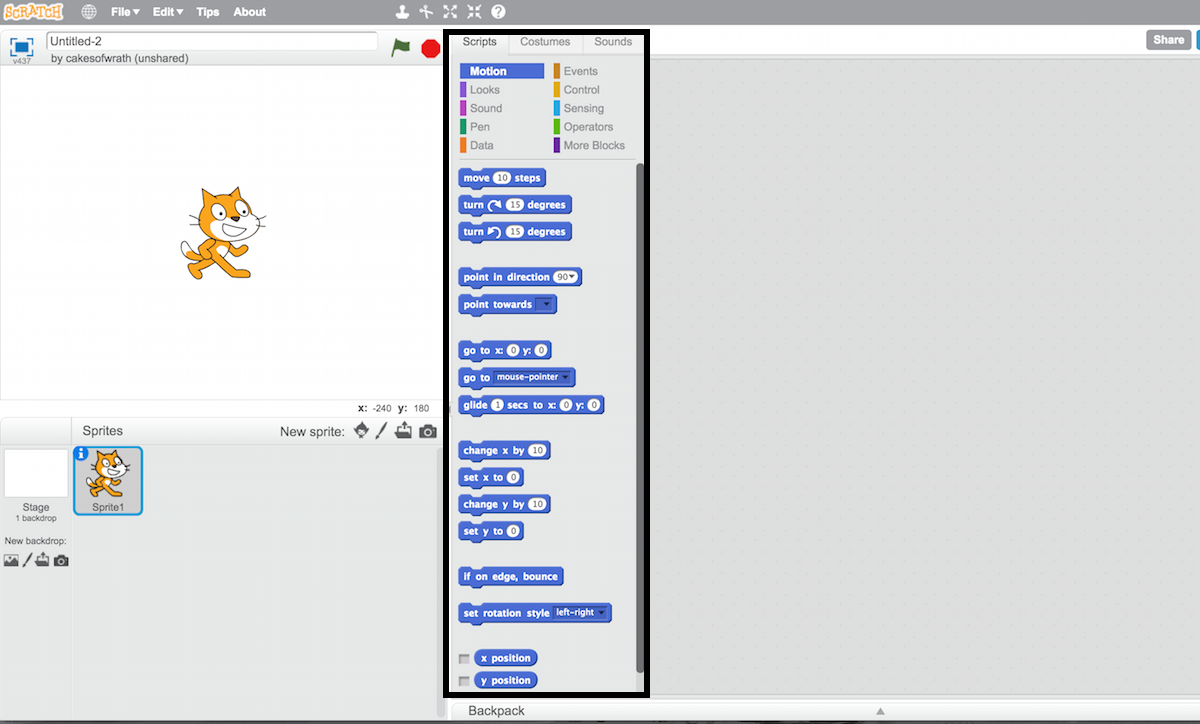 SCRATCH File Edit Tips About
Untitled-2
by cakesofwrath (unshared)
v437
Scripts Costumes Sounds
Share
Motion Events
Looks Control
Sound Sensing
Pen Operators
Data More Blocks
move 10 steps
turn 15 degrees
turn 15 degrees
point in direction 90
point towards
go to x: 0 y: 0
go to mouse-pointer
glide 1 secs to x: 0 y: 0
change x by 10
set x to 0
change y by 10
set y to 0
if on edge, bounce
set rotation style left-right
x position
y position
x: -240 y: 180
Sprites New sprite:
Stage
1 backdrop
New backdrop:
Sprite1
Backpack